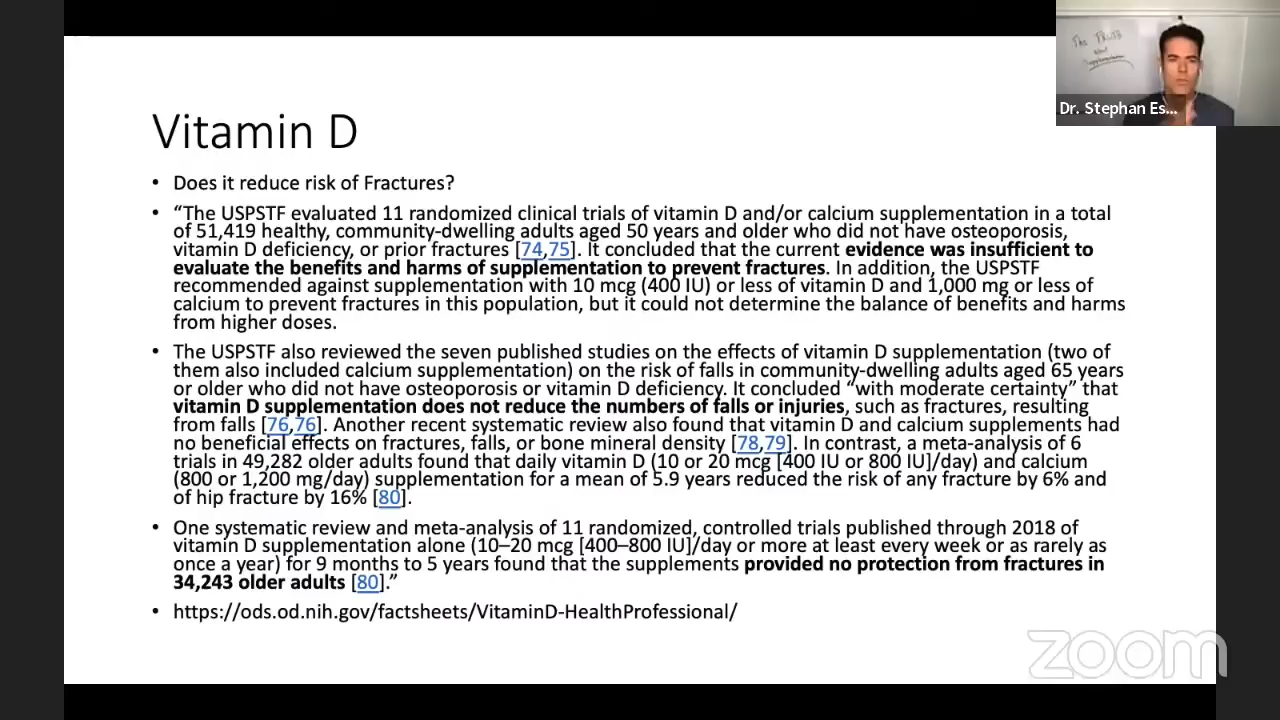 The TRUTH
About
Supplementation
Dr. Stephan Es...
Vitamin D
• Does it reduce risk of Fractures?
• “The USPSTF evaluated 11 randomized clinical trials of vitamin D and/or calcium supplementation in a total
of 51,419 healthy, community-dwelling adults aged 50 years and older who did not have osteoporosis,
vitamin D deficiency, or prior fractures [74,75]. It concluded that the current evidence was insufficient to
evaluate the benefits and harms of supplementation to prevent fractures. In addition, the USPSTF
recommended against supplementation with 10 mcg (400 IU) or less of vitamin D and 1,000 mg or less of
calcium to prevent fractures in this population, but it could not determine the balance of benefits and harms
from higher doses.
• The USPSTF also reviewed the seven published studies on the effects of vitamin D supplementation (two of
them also included calcium supplementation) on the risk of falls in community-dwelling adults aged 65 years
or older who did not have osteoporosis or vitamin D deficiency. It concluded “with moderate certainty” that
vitamin D supplementation does not reduce the numbers of falls or injuries, such as fractures, resulting
from falls [76,76]. Another recent systematic review also found that vitamin D and calcium supplements had
no beneficial effects on fractures, falls, or bone mineral density [78,79]. In contrast, a meta-analysis of 6
trials in 49,282 older adults found that daily vitamin D (10 or 20 mcg [400 IU or 800 IU]/day) and calcium
(800 or 1,200 mg/day) supplementation for a mean of 5.9 years reduced the risk of any fracture by 6% and
of hip fracture by 16% [80].
• One systematic review and meta-analysis of 11 randomized, controlled trials published through 2018 of
vitamin D supplementation alone (10–20 mcg [400–800 IU]/day or more at least every week or as rarely as
once a year) for 9 months to 5 years found that the supplements provided no protection from fractures in
34,243 older adults [80].”
• https://ods.od.nih.gov/factsheets/VitaminD-HealthProfessional/
zoom